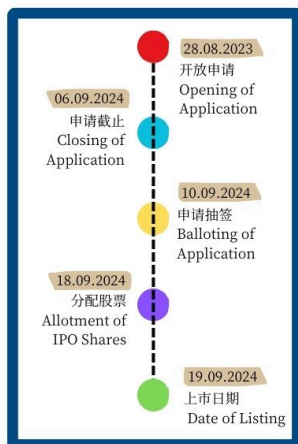 28.08.2023
开放申请
Opening of
Application
06.09.2024
申请截止
Closing of
Application
10.09.2024
申请抽签
Balloting of
Application
18.09.2024
分配股票
Allotment of
IPO Shares
19.09.2024
上市日期
Date of Listing